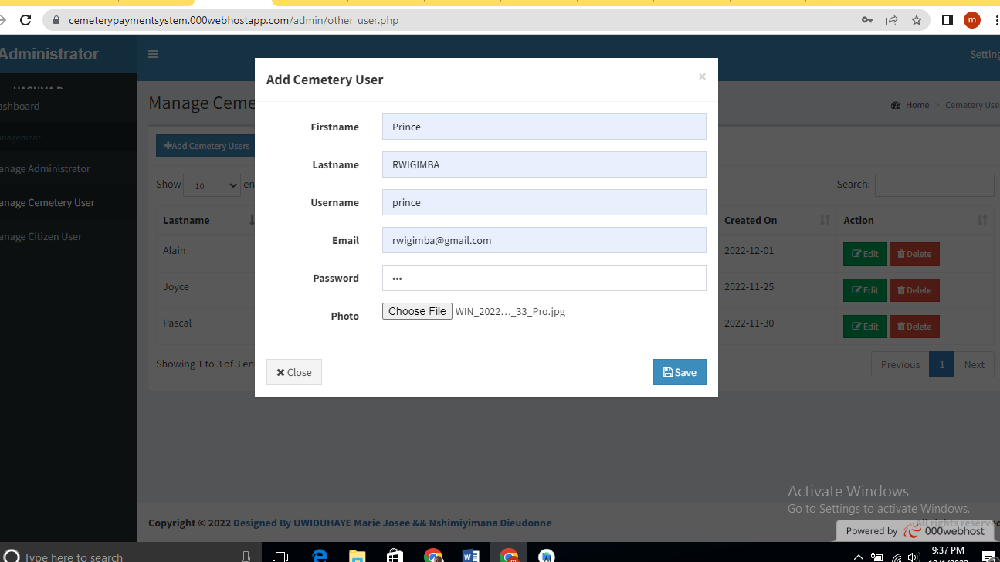 cemeterypaymentsystem.000webhostapp.com/admin/other_user.php
m
Administrator
Setting
Add Cemetery User
×
ashboard
Manage Ceme
Home > Cemetery Use
anagement
Firstname Prince
Add Cemetery Users
Lastname RWIGIMBA
anage Administrator
Show 10 en
Search:
Username prince
anage Cemetery User
Lastname
Created On
Action
anage Citizen User
Email rwigimba@gmail.com
Alain
2022-12-01
Edit
Delete
Password •••
Joyce
2022-11-25
Edit
Delete
Photo Choose File WIN_2022…_33_Pro.jpg
Pascal
2022-11-30
Edit
Delete
Showing 1 to 3 of 3 en
Previous 1 Next
Close
Save
Activate Windows
Go to Settings to activate Windows.
Copyright © 2022 Designed By UWIDUHAYE Marie Josee && Nshimiyimana Dieudonne
All rights reserve
Powered by 000webhost
Type here to search
9:37 PM